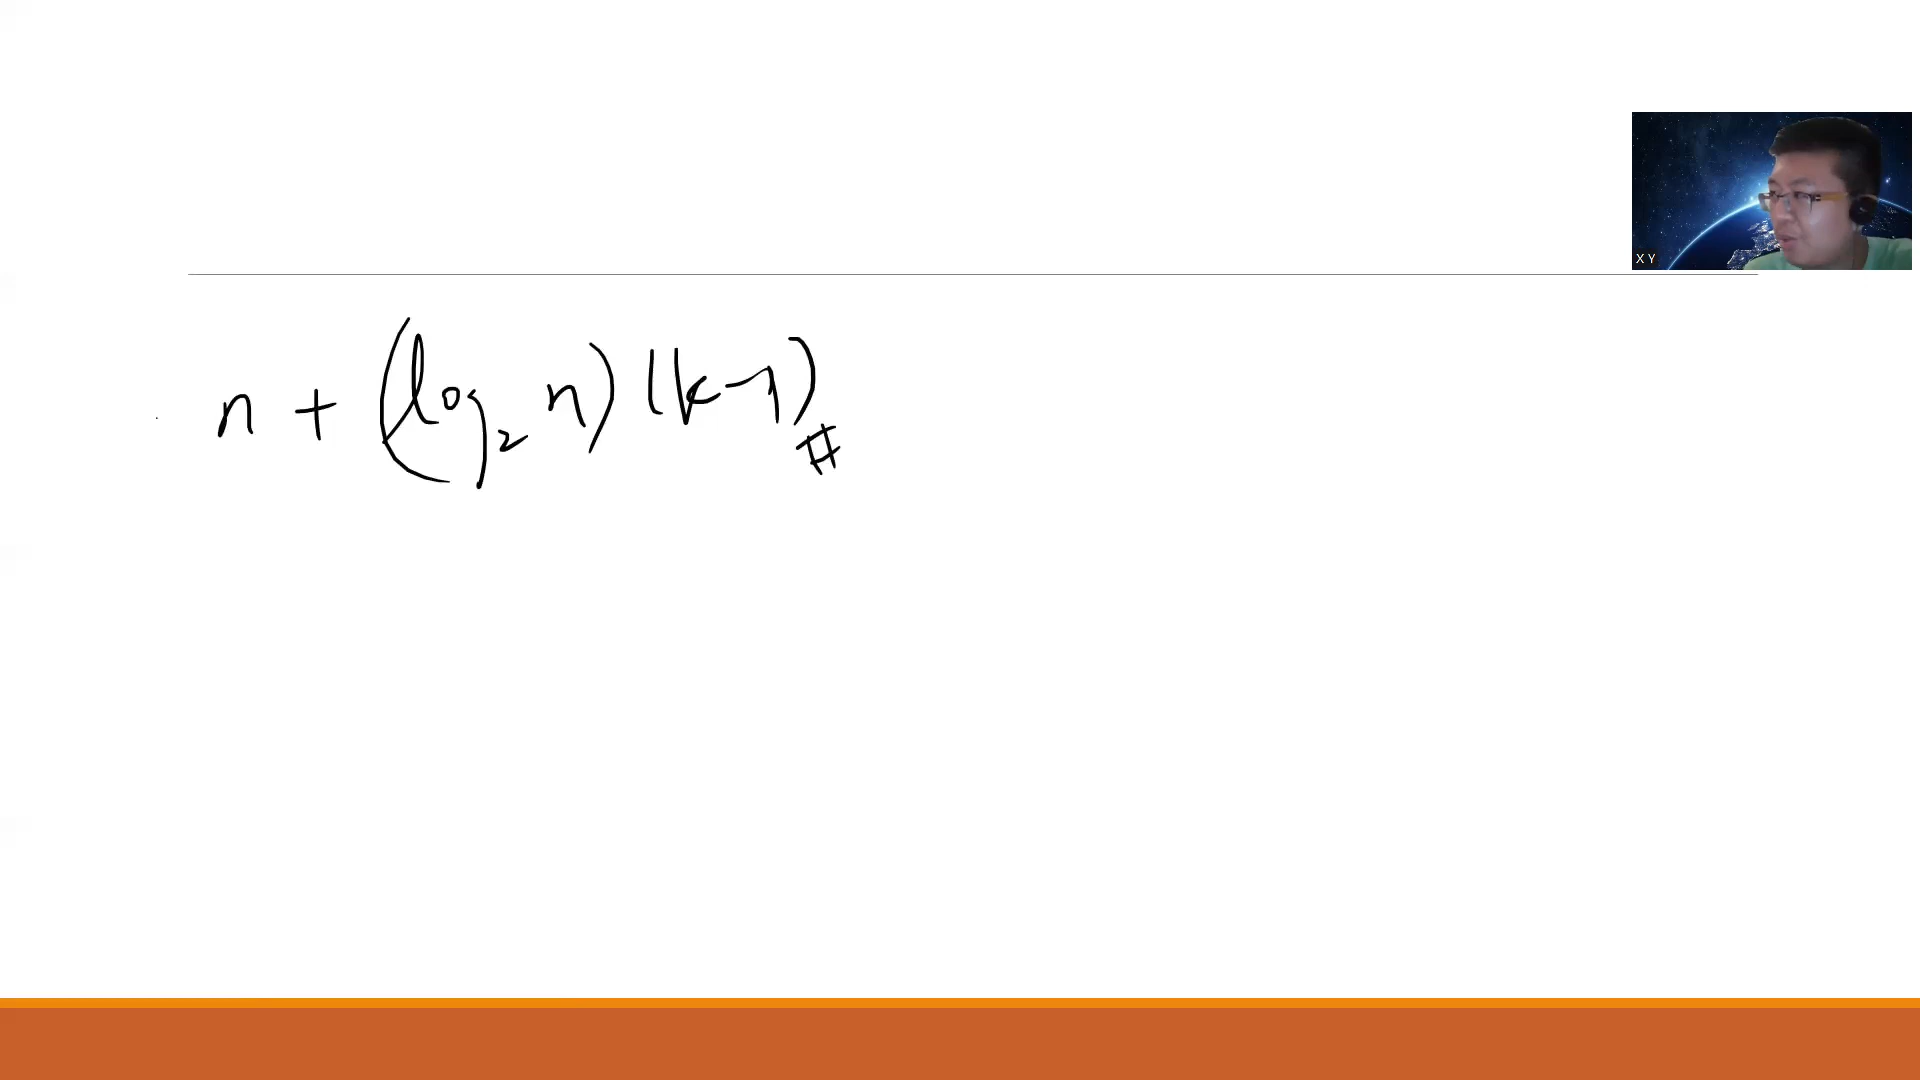 X Y
n + (log₂ n)(k-1)#